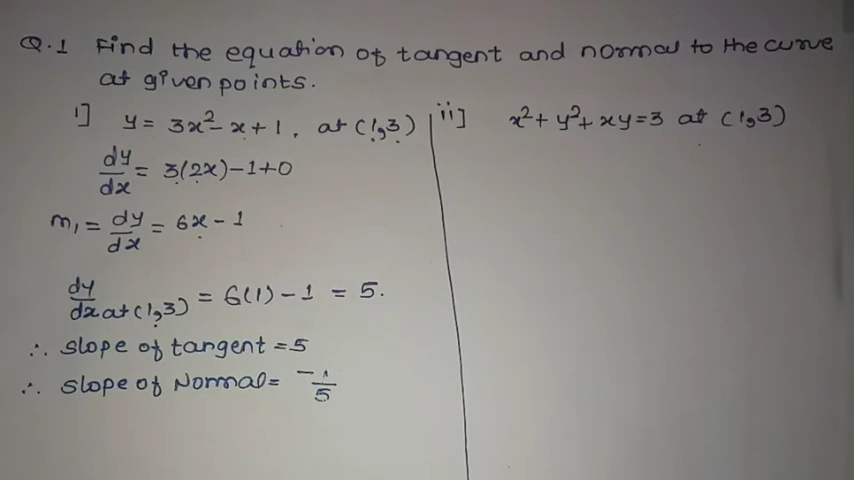 Q.1 Find the equation of tangent and normal to the curve
at given points.
i] y = 3x² - x + 1, at (1,3)
dy/dx = 3(2x) - 1 + 0
m₁ = dy/dx = 6x - 1
dy/dx at (1,3) = 6(1) - 1 = 5.
∴ slope of tangent = 5
∴ slope of Normal = -1/5
ii] x² + y² + xy = 3 at (1,3)